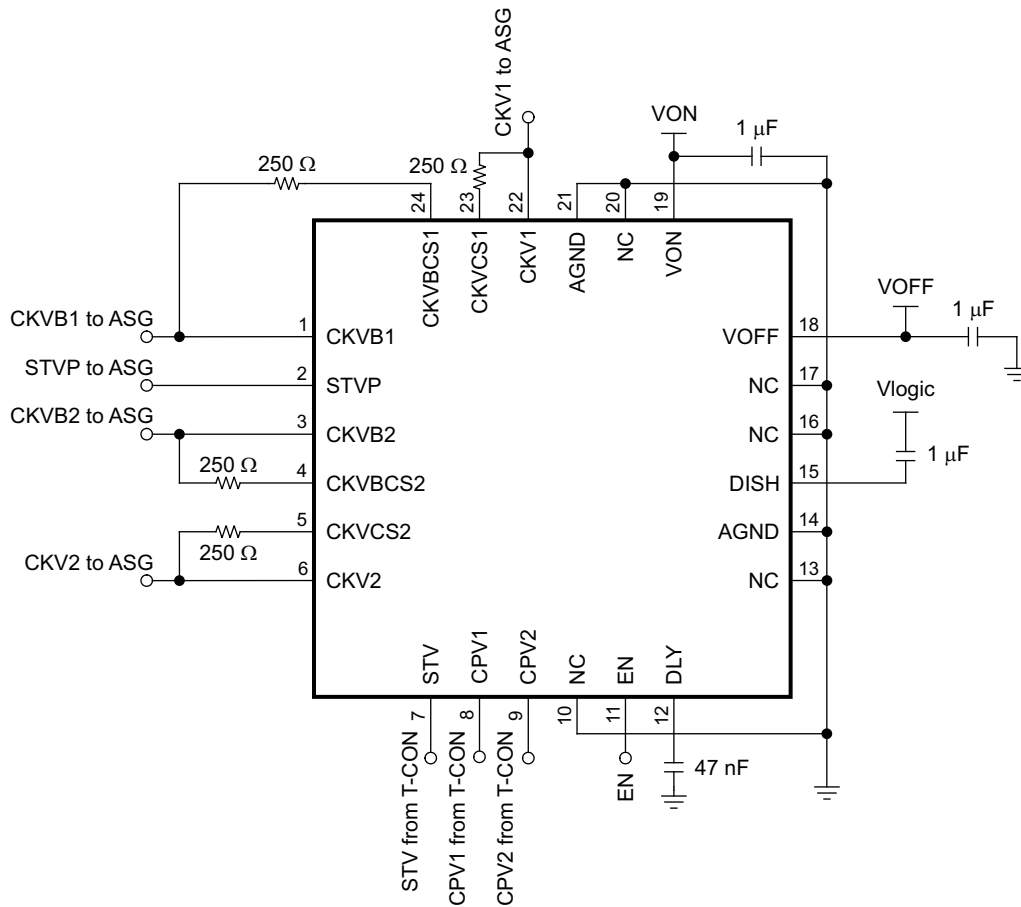 CKV1 to ASG
VON
1 μF
250 Ω
250 Ω
24
23
22
21
20
19
CKVBCS1
CKVCS1
CKV1
AGND
NC
VON
CKVB1 to ASG
1
CKVB1
STVP to ASG
2
STVP
CKVB2 to ASG
3
CKVB2
250 Ω
4
CKVBCS2
5
CKVCS2
250 Ω
CKV2 to ASG
6
CKV2
VOFF
1 μF
VOFF
18
NC
17
Vlogic
NC
16
DISH
15
1 μF
AGND
14
NC
13
STV
CPV1
CPV2
NC
EN
DLY
7
8
9
10
11
12
STV from T-CON
CPV1 from T-CON
CPV2 from T-CON
EN
47 nF